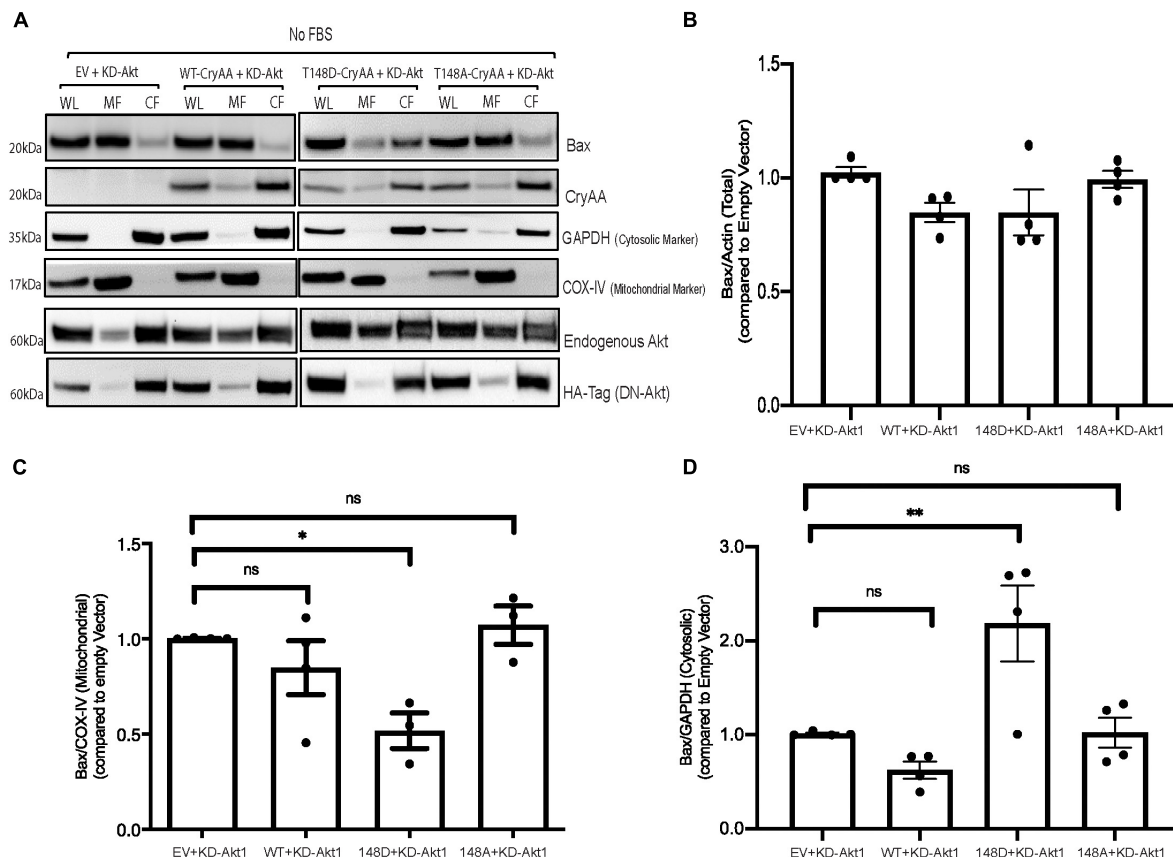 A
No FBS
EV + KD-Akt WT-CryAA + KD-Akt T148D-CryAA + KD-Akt T148A-CryAA + KD-Akt
WL MF CF WL MF CF WL MF CF WL MF CF
20kDa Bax
20kDa CryAA
35kDa GAPDH (Cytosolic Marker)
17kDa COX-IV (Mitochondrial Marker)
60kDa Endogenous Akt
60kDa HA-Tag (DN-Akt)
B
Bax/Actin (Total)
(compared to Empty Vector)
1.5
1.0
0.5
0.0
EV+KD-Akt1 WT+KD-Akt1 148D+KD-Akt1 148A+KD-Akt1
C
Bax/COX-IV (Mitochondrial)
(compared to empty Vector)
1.5
1.0
0.5
0.0
ns
*
ns
EV+KD-Akt1 WT+KD-Akt1 148D+KD-Akt1 148A+KD-Akt1
D
Bax/GAPDH (Cytosolic)
(compared to Empty Vector)
3.0
2.0
1.0
0.0
ns
**
ns
EV+KD-Akt1 WT+KD-Akt1 148D+KD-Akt1 148A+KD-Akt1